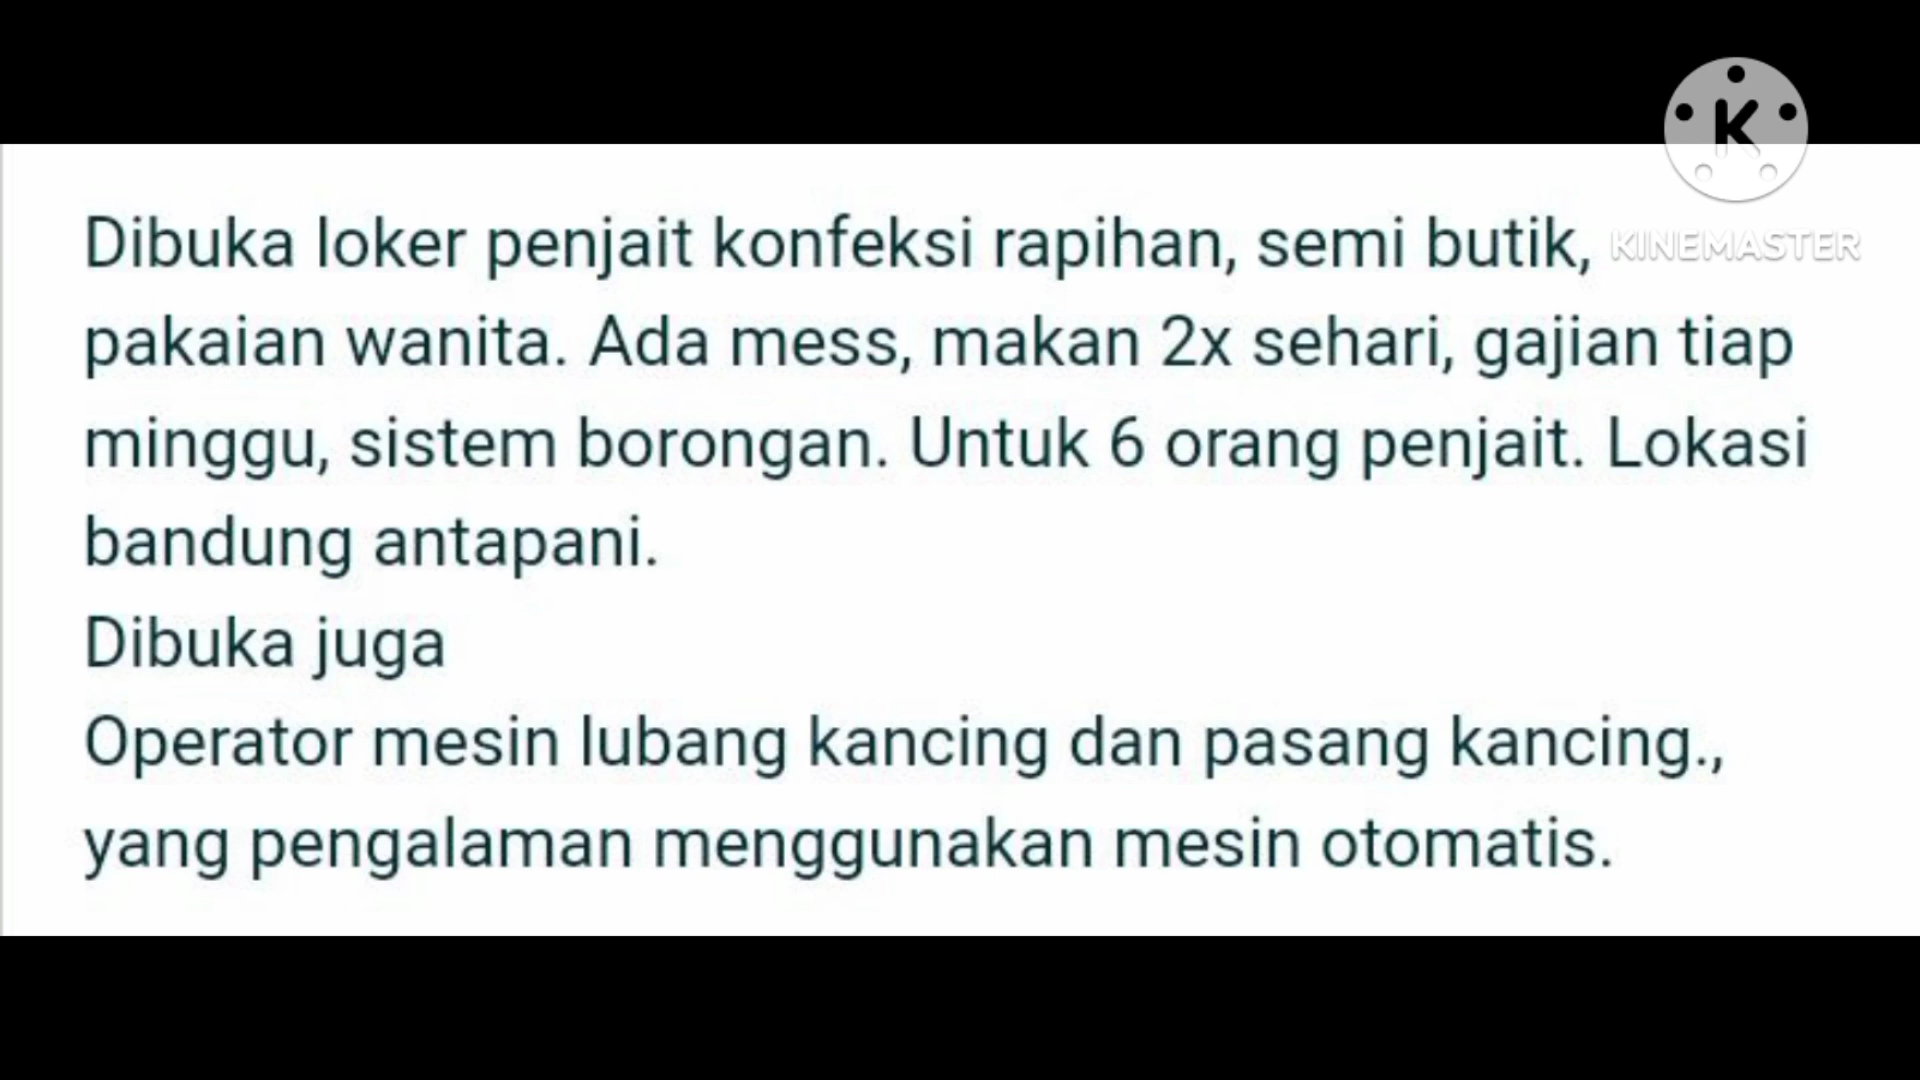 Dibuka loker penjait konfeksi rapihan, semi butik,
pakaian wanita. Ada mess, makan 2x sehari, gajian tiap
minggu, sistem borongan. Untuk 6 orang penjait. Lokasi
bandung antapani.
Dibuka juga
Operator mesin lubang kancing dan pasang kancing.,
yang pengalaman menggunakan mesin otomatis.
K
KINEMASTER